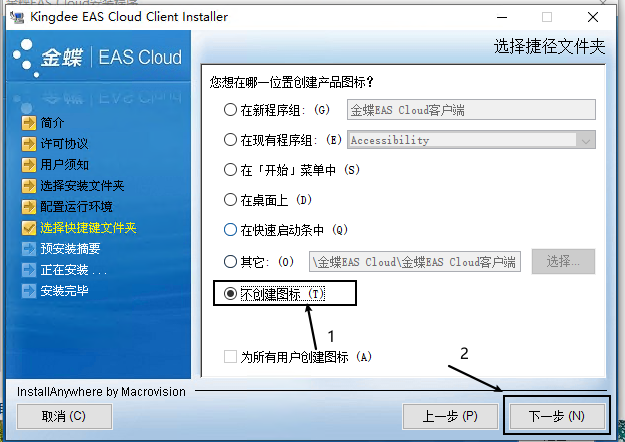 Kingdee EAS Cloud Client Installer
选择捷径文件夹
金蝶 EAS Cloud
您想在哪一位置创建产品图标？
简介
许可协议
用户须知
选择安装文件夹
配置运行环境
选择快捷键文件夹
预安装摘要
正在安装 . . .
安装完毕
在新程序组: (G) 金蝶EAS Cloud客户端
在现有程序组: (E) Accessibility
在「开始」菜单中 (S)
在桌面上 (D)
在快速启动条中 (Q)
其它: (O) \金蝶EAS Cloud\金蝶EAS Cloud客户端 选择...
不创建图标 (T)
1
为所有用户创建图标 (A)
2
InstallAnywhere by Macrovision
取消 (C) 上一步 (P) 下一步 (N)